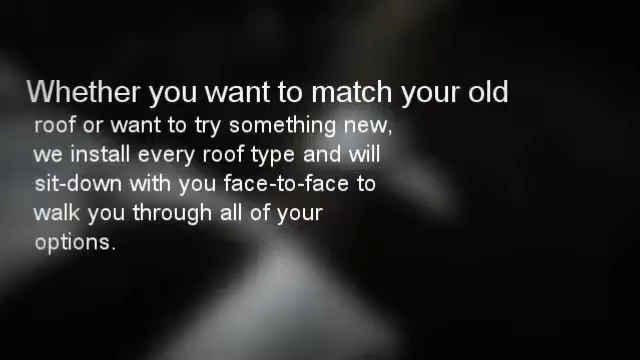 Whether you want to match your old
roof or want to try something new,
we install every roof type and will
sit-down with you face-to-face to
walk you through all of your
options.